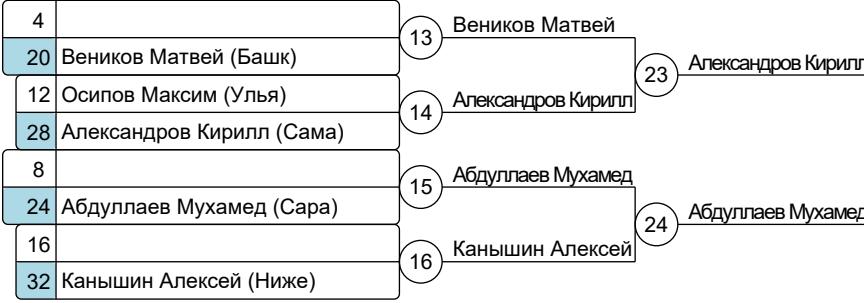 4
20 Веников Матвей (Башк)
12 Осипов Максим (Улья)
28 Александров Кирилл (Сама)
8
24 Абдуллаев Мухамед (Сара)
16
32 Канышин Алексей (Ниже)
13 Веников Матвей
14 Александров Кирилл
15 Абдуллаев Мухамед
16 Канышин Алексей
23 Александров Кирилл
24 Абдуллаев Мухамед